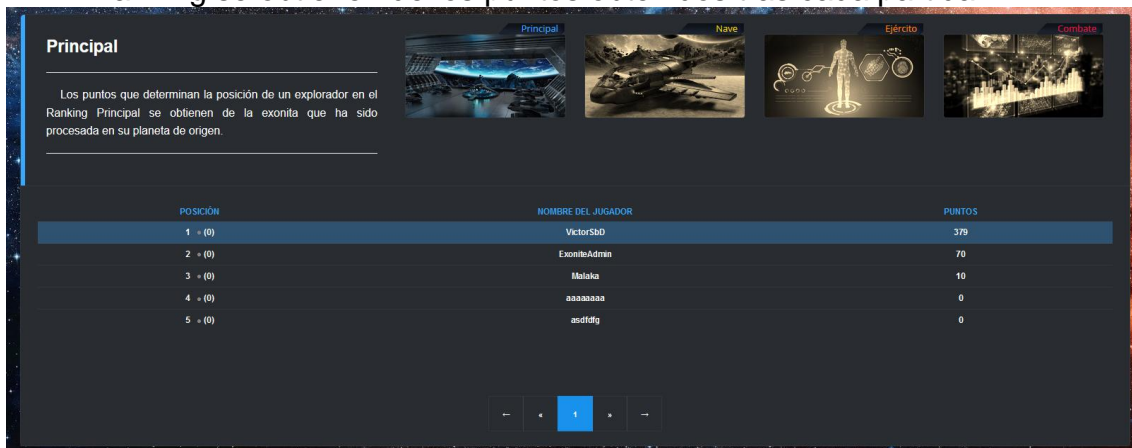 Principal
Los puntos que determinan la posición de un explorador en el
Ranking Principal se obtienen de la exonita que ha sido
procesada en su planeta de origen.
Principal
Nave
Ejército
Combate
POSICIÓN NOMBRE DEL JUGADOR PUNTOS
1 (0) VictorSbD 379
2 (0) ExoniteAdmin 70
3 (0) Malaka 10
4 (0) aaaaaaaa 0
5 (0) asdfdfg 0
← « 1 » →